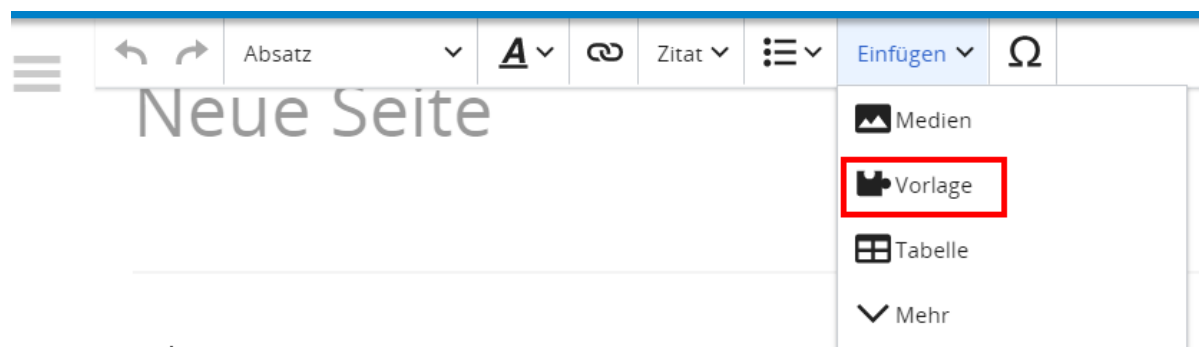 Absatz A Zitat Einfügen Ω
Neue Seite
Medien
Vorlage
Tabelle
Mehr